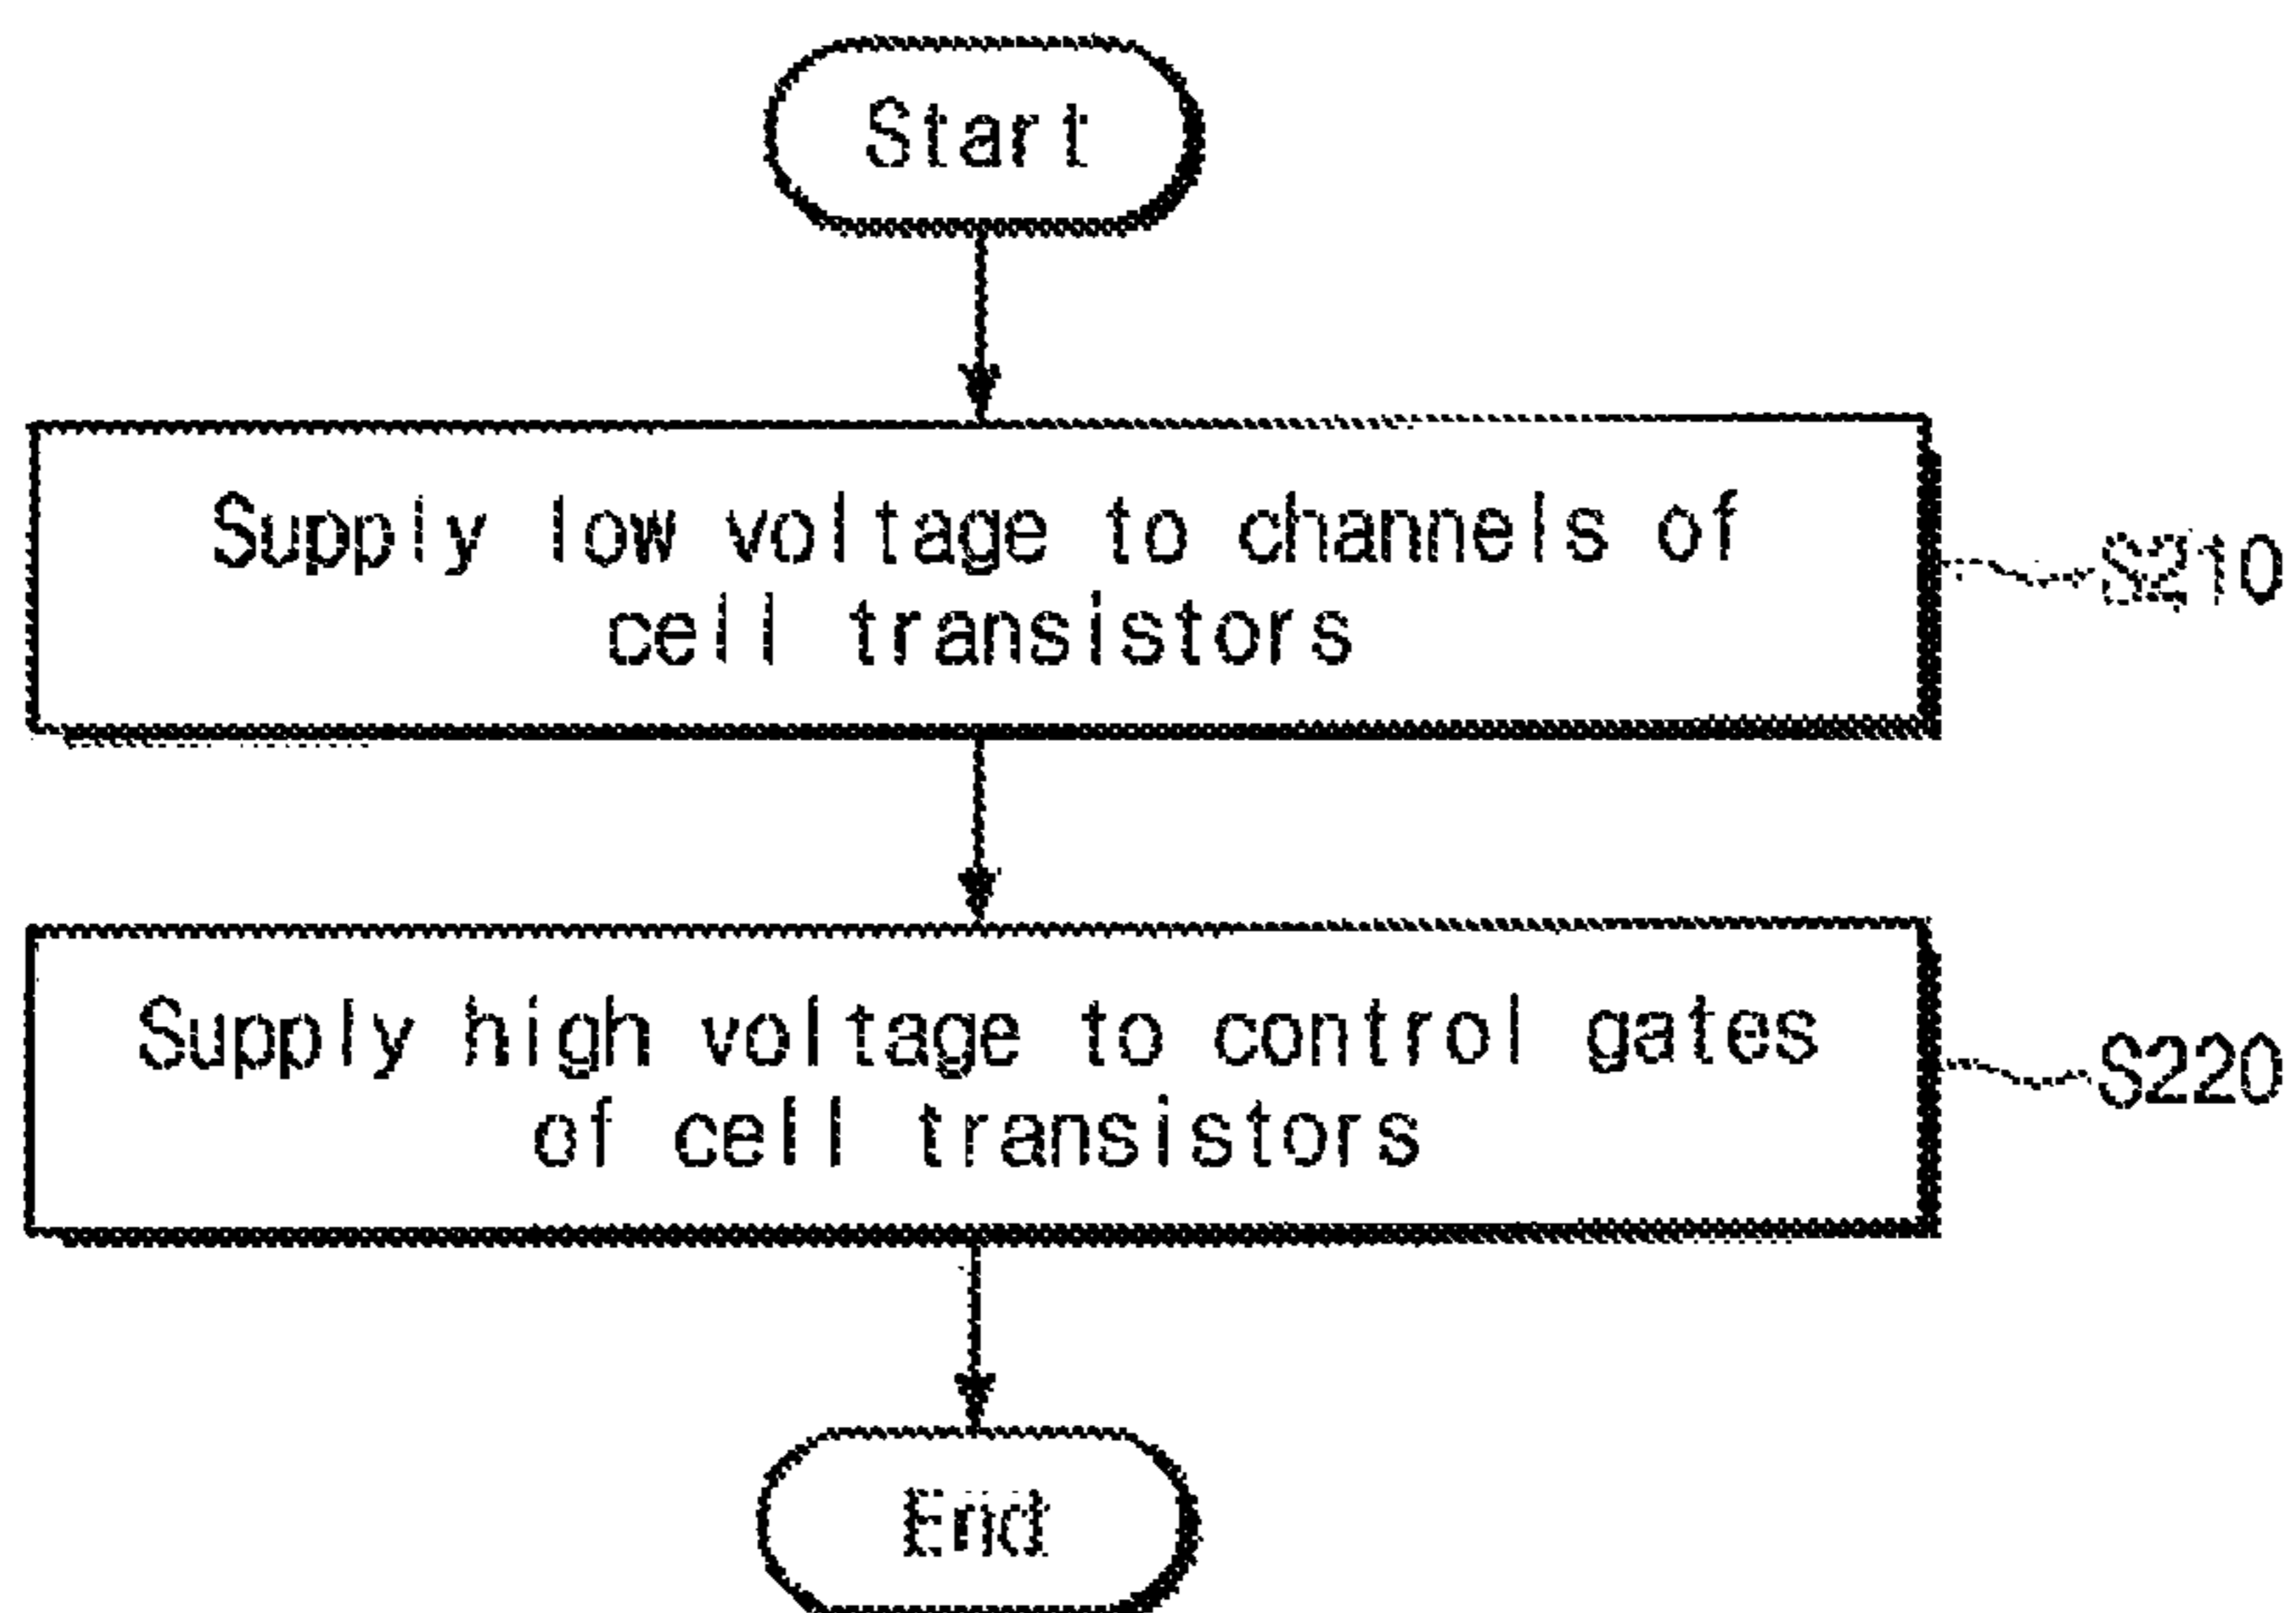 Start
Supply low voltage to channels of
cell transistors
S210
Supply high voltage to control gates
of cell transistors
S220
End